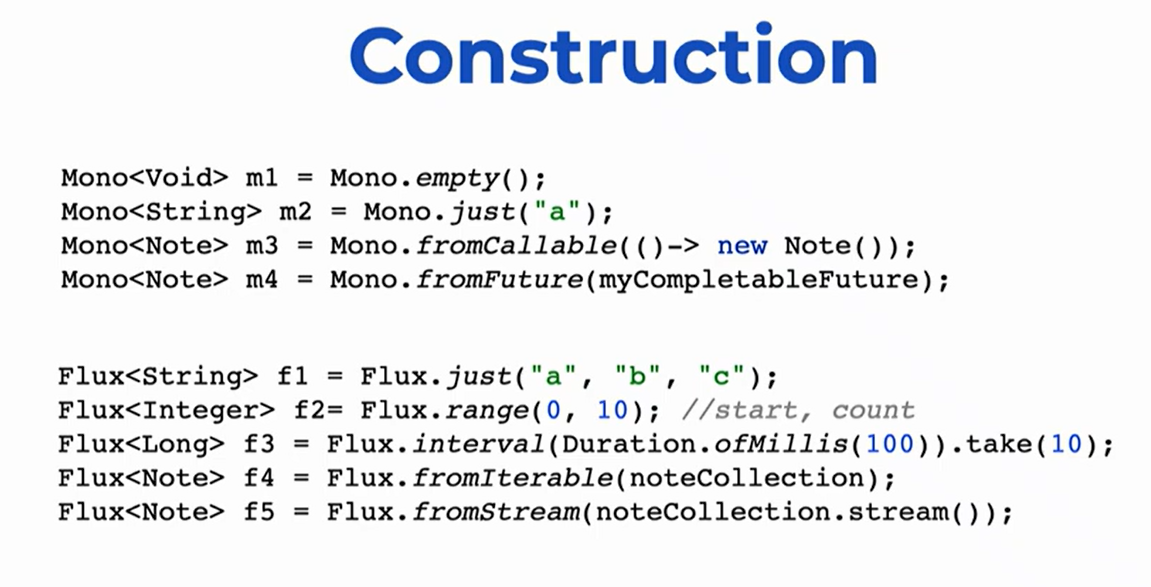 Construction
Mono<Void> m1 = Mono.empty();
Mono<String> m2 = Mono.just("a");
Mono<Note> m3 = Mono.fromCallable(()-> new Note());
Mono<Note> m4 = Mono.fromFuture(myCompletableFuture);
Flux<String> f1 = Flux.just("a", "b", "c");
Flux<Integer> f2= Flux.range(0, 10); //start, count
Flux<Long> f3 = Flux.interval(Duration.ofMillis(100)).take(10);
Flux<Note> f4 = Flux.fromIterable(noteCollection);
Flux<Note> f5 = Flux.fromStream(noteCollection.stream());